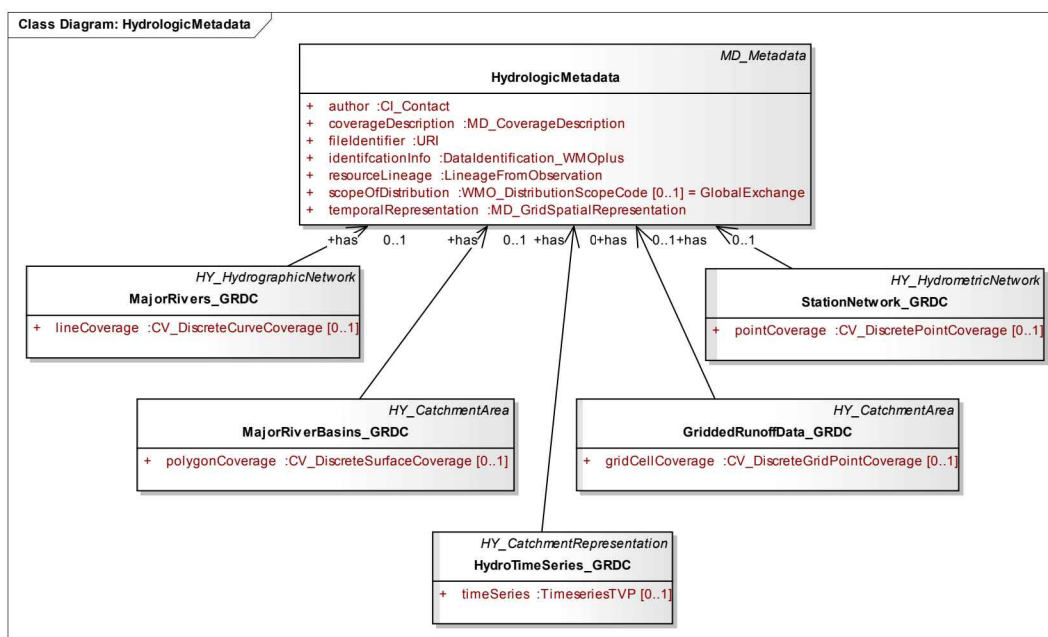 Class Diagram: HydrologicMetadata
MD_Metadata
HydrologicMetadata
+ author :CI_Contact
+ coverageDescription :MD_CoverageDescription
+ fileIdentifier :URI
+ identifcationInfo :DataIdentification_WMOplus
+ resourceLineage :LineageFromObservation
+ scopeOfDistribution :WMO_DistributionScopeCode [0..1] = GlobalExchange
+ temporalRepresentation :MD_GridSpatialRepresentation
+has 0..1 +has 0..1 +has 0+has 0..1+has 0..1
HY_HydrographicNetwork
MajorRivers_GRDC
+ lineCoverage :CV_DiscreteCurveCoverage [0..1]
HY_HydrometricNetwork
StationNetwork_GRDC
+ pointCoverage :CV_DiscretePointCoverage [0..1]
HY_CatchmentArea
MajorRiverBasins_GRDC
+ polygonCoverage :CV_DiscreteSurfaceCoverage [0..1]
HY_CatchmentArea
GriddedRunoffData_GRDC
+ gridCellCoverage :CV_DiscreteGridPointCoverage [0..1]
HY_CatchmentRepresentation
HydroTimeSeries_GRDC
+ timeSeries :TimeseriesTVP [0..1]